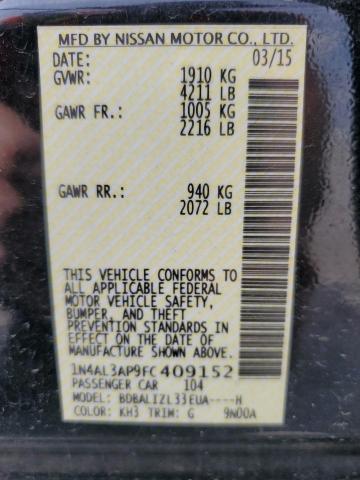 MFD BY NISSAN MOTOR CO., LTD.
DATE: 03/15
GVWR: 1910 KG
4211 LB
GAWR FR.: 1005 KG
2216 LB
GAWR RR.: 940 KG
2072 LB
THIS VEHICLE CONFORMS TO
ALL APPLICABLE FEDERAL
MOTOR VEHICLE SAFETY,
BUMPER, AND THEFT
PREVENTION STANDARDS
IN EFFECT ON THE DATE OF
MANUFACTURE SHOWN ABOVE.
1N4AL3AP9FC409152
PASSENGER CAR 104
MODEL: BDBALIZL33EUA----H
COLOR: KH3 TRIM: G 9N00A